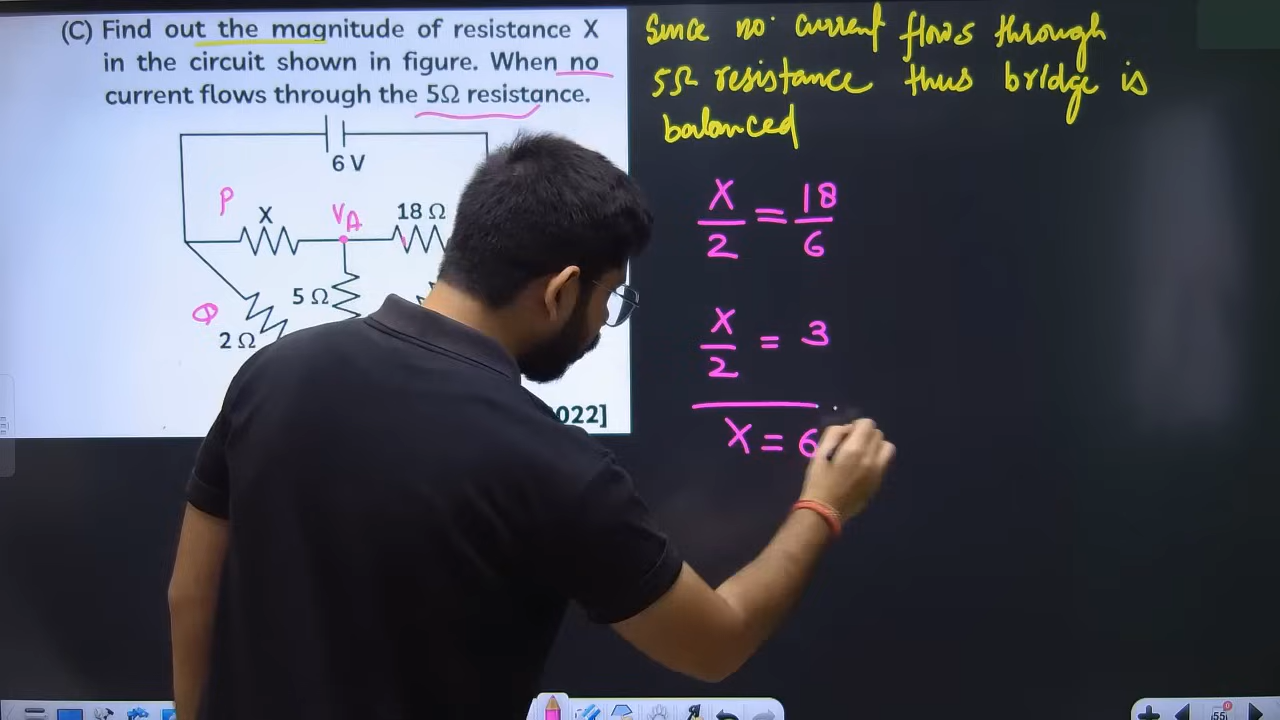 (C) Find out the magnitude of resistance X
in the circuit shown in figure. When no
current flows through the 5Ω resistance.
6 V
P
X
V_A
18 Ω
5 Ω
Q
2 Ω
022]
Since no current flows through
5Ω resistance thus bridge is
balanced
X/2 = 18/6
X/2 = 3
X = 6
55